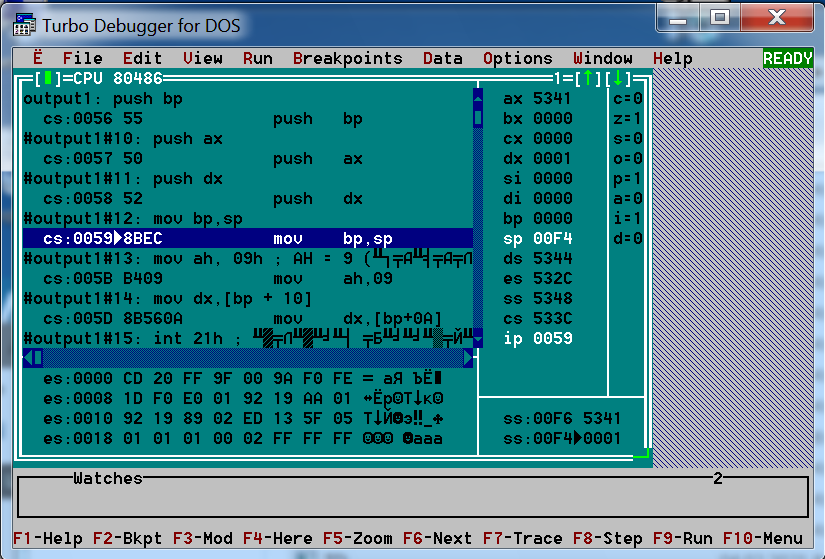 Turbo Debugger for DOS
Ë File Edit View Run Breakpoints Data Options Window Help READY
[■]=CPU 80486 1=[↑][↓]
output1: push bp
cs:0056 55 push bp
#output1#10: push ax
cs:0057 50 push ax
#output1#11: push dx
cs:0058 52 push dx
#output1#12: mov bp,sp
cs:0059►8BEC mov bp,sp
#output1#13: mov ah, 09h ; AH = 9 (
cs:005B B409 mov ah,09
#output1#14: mov dx,[bp + 10]
cs:005D 8B560A mov dx,[bp+0A]
#output1#15: int 21h ;
ax 5341 c=0
bx 0000 z=1
cx 0000 s=0
dx 0001 o=0
si 0000 p=1
di 0000 a=0
bp 0000 i=1
sp 00F4 d=0
ds 5344
es 532C
ss 5348
cs 533C
ip 0059
es:0000 CD 20 FF 9F 00 9A F0 FE = аЯ ЪЁ■
es:0008 1D F0 E0 01 92 19 AA 01 ↔Ёр☺Т↓к☺
es:0010 92 19 89 02 ED 13 5F 05 Т↓Й☻э‼_♣
es:0018 01 01 01 00 02 FF FF FF ☺☺☺ ☻
ss:00F6 5341
ss:00F4►0001
Watches 2
F1-Help F2-Bkpt F3-Mod F4-Here F5-Zoom F6-Next F7-Trace F8-Step F9-Run F10-Menu